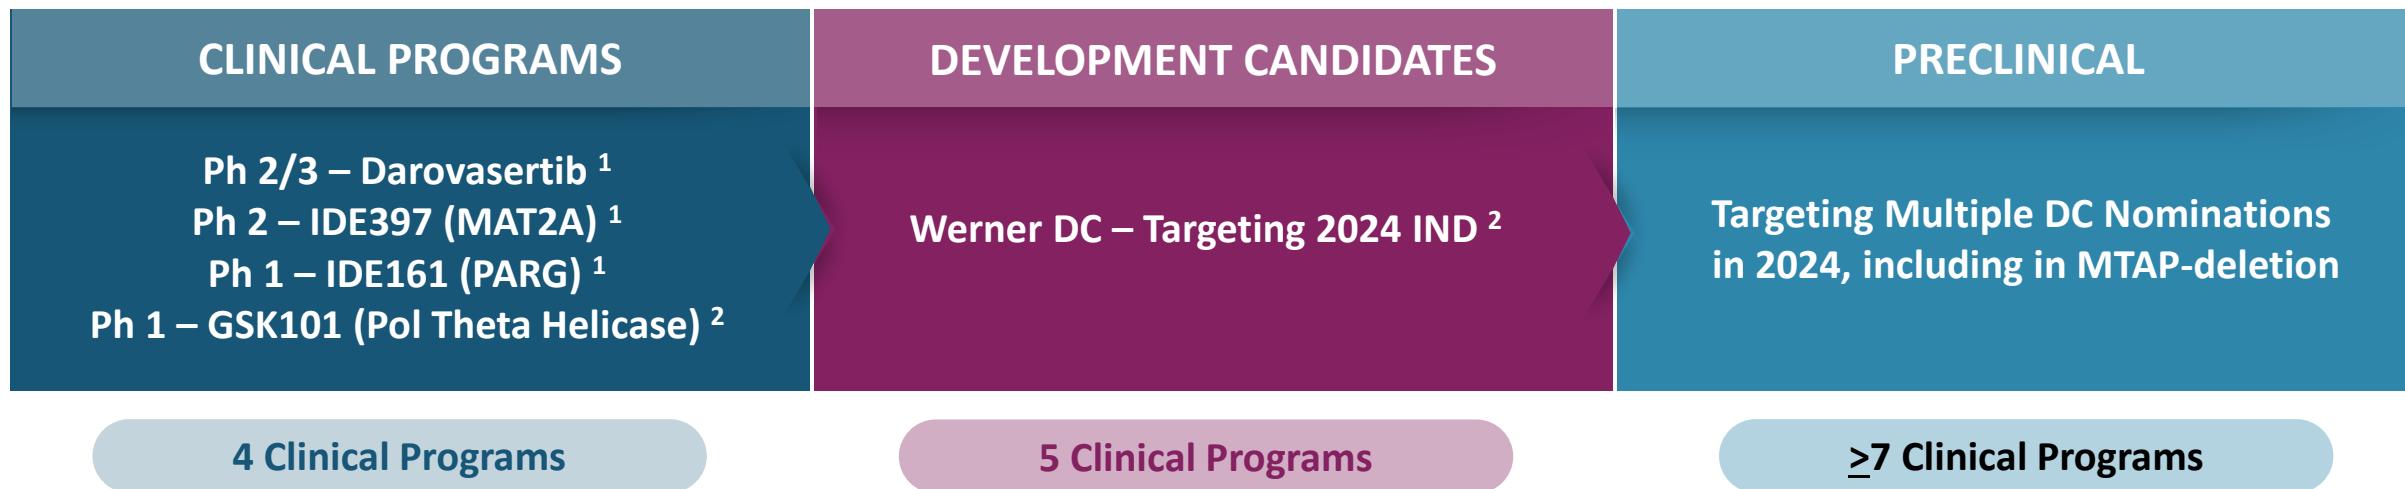 CLINICAL PROGRAMS
Ph 2/3 – Darovasertib 1
Ph 2 – IDE397 (MAT2A) 1
Ph 1 – IDE161 (PARG) 1
Ph 1 – GSK101 (Pol Theta Helicase) 2
4 Clinical Programs
DEVELOPMENT CANDIDATES
Werner DC – Targeting 2024 IND 2
5 Clinical Programs
PRECLINICAL
Targeting Multiple DC Nominations
in 2024, including in MTAP-deletion
≥7 Clinical Programs